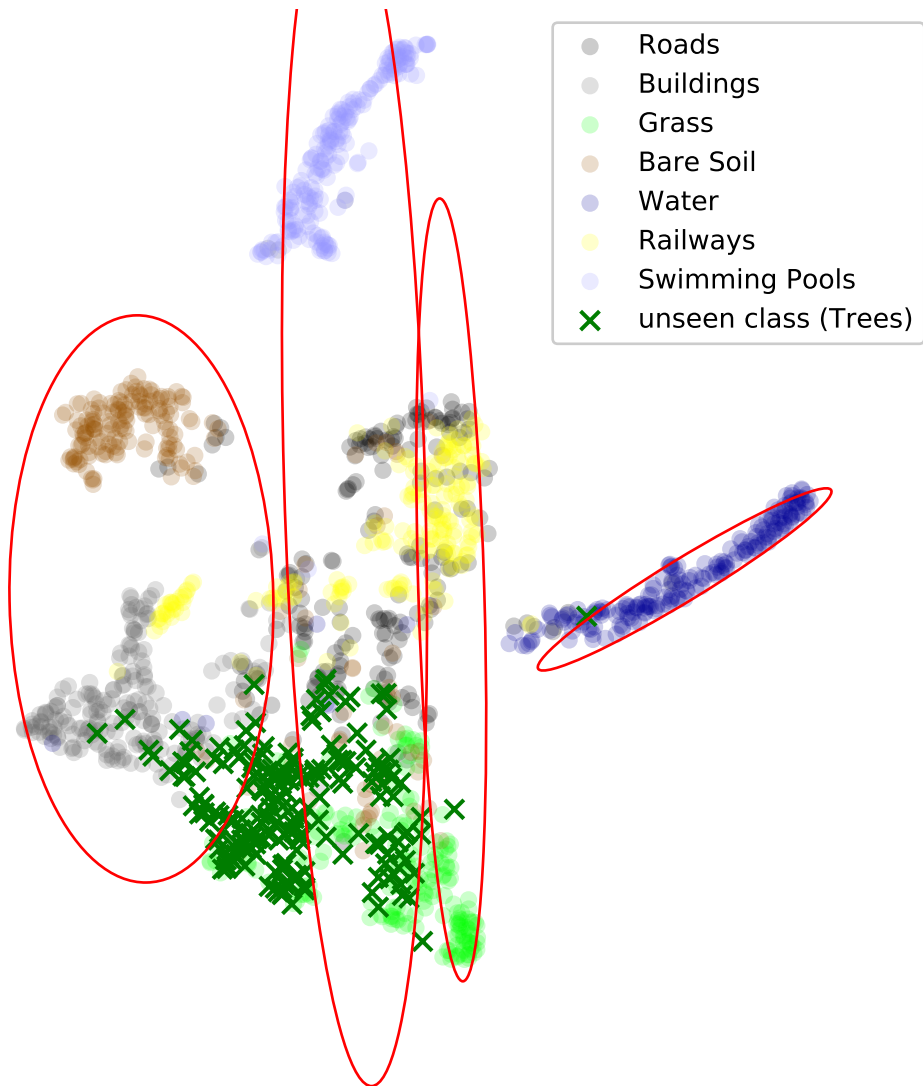 Roads
Buildings
Grass
Bare Soil
Water
Railways
Swimming Pools
unseen class (Trees)